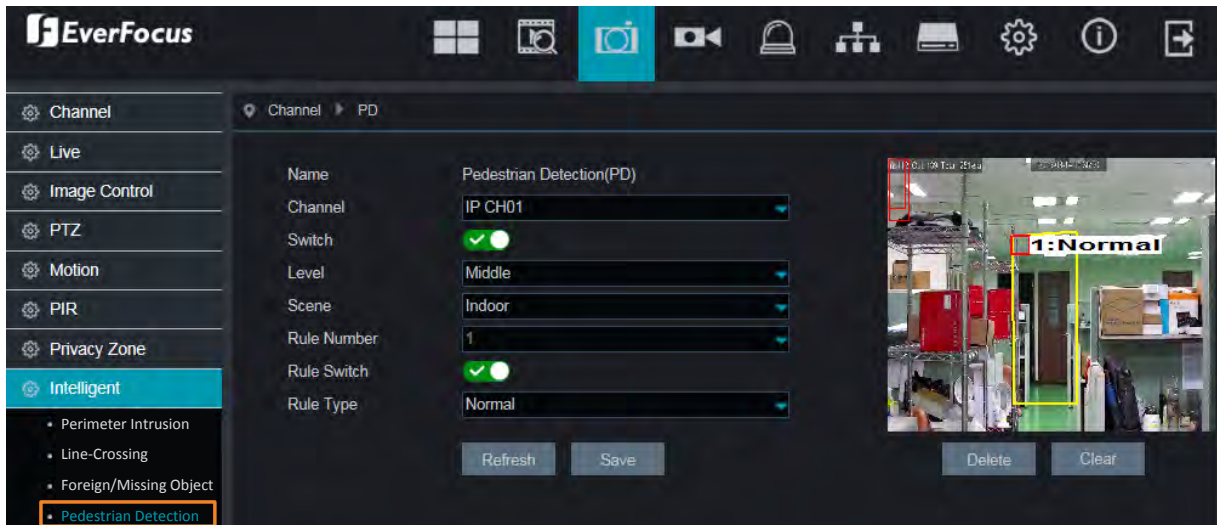 EverFocus
Channel
Live
Image Control
PTZ
Motion
PIR
Privacy Zone
Intelligent
Perimeter Intrusion
Line-Crossing
Foreign/Missing Object
Pedestrian Detection
Channel PD
Name Pedestrian Detection(PD)
Channel IP CH01
Switch
Level Middle
Scene Indoor
Rule Number 1
Rule Switch
Rule Type Normal
Refresh Save
1:Normal
Delete Clear